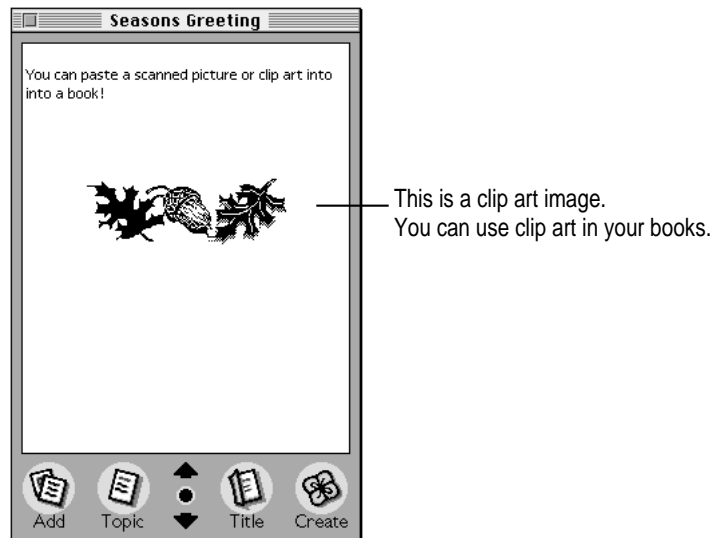 Seasons Greeting
You can paste a scanned picture or clip art into
into a book!
This is a clip art image.
You can use clip art in your books.
Add Topic Title Create